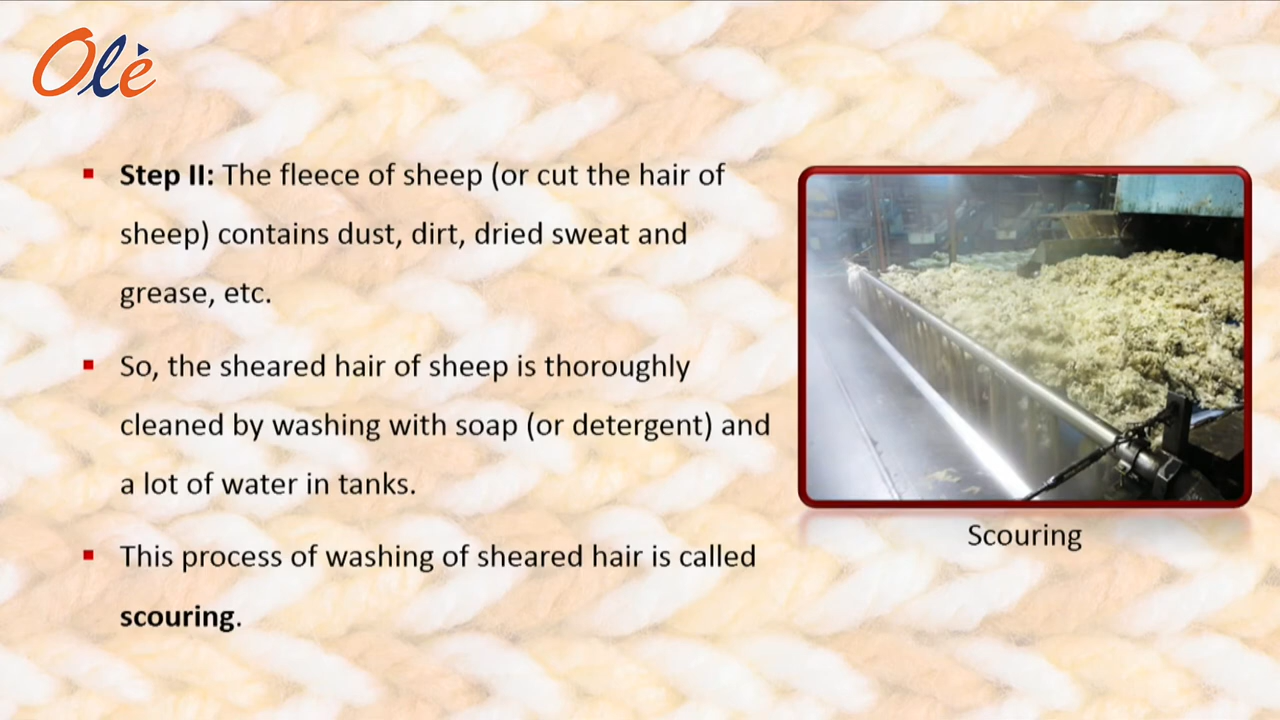 Olè
Step II: The fleece of sheep (or cut the hair of
sheep) contains dust, dirt, dried sweat and
grease, etc.
So, the sheared hair of sheep is thoroughly
cleaned by washing with soap (or detergent) and
a lot of water in tanks.
This process of washing of sheared hair is called
scouring.
Scouring